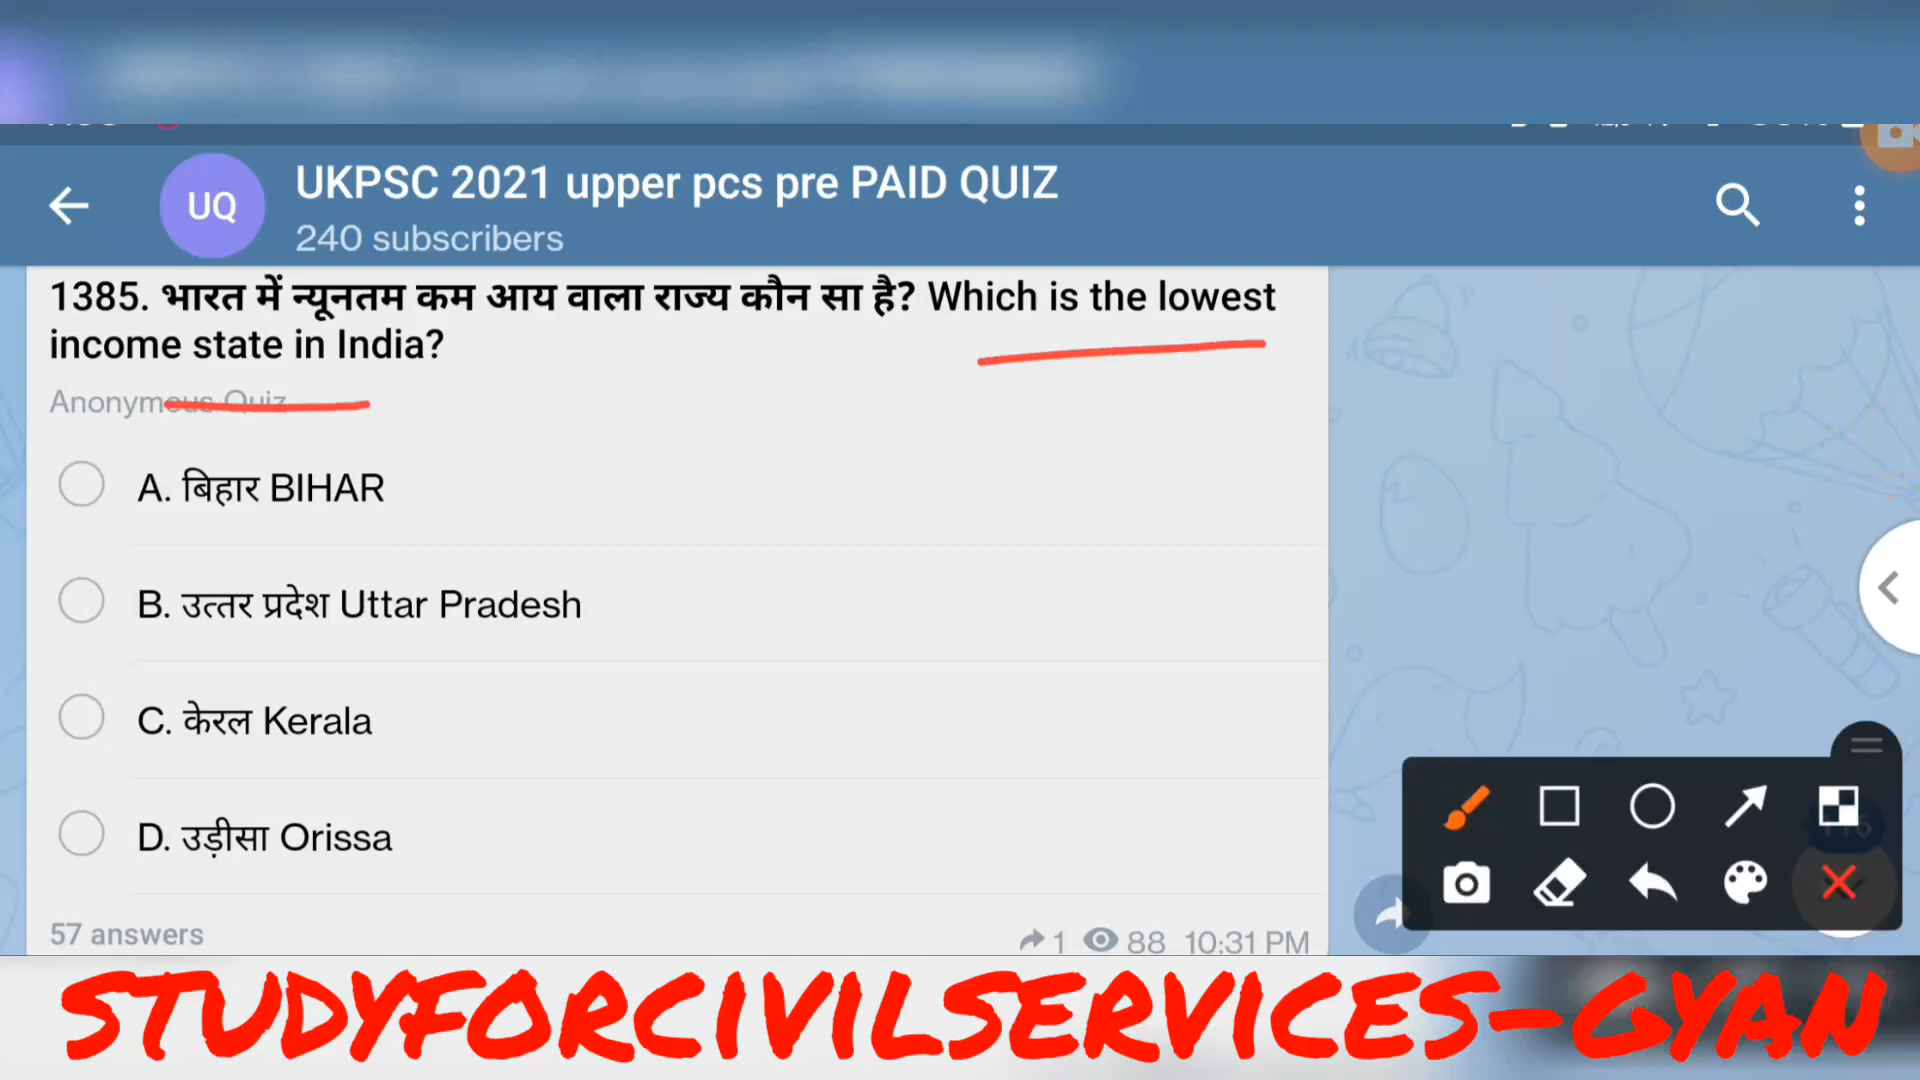 UQ
UKPSC 2021 upper pcs pre PAID QUIZ
240 subscribers
1385. भारत में न्यूनतम कम आय वाला राज्य कौन सा है? Which is the lowest
income state in India?
Anonymous Quiz
A. बिहार BIHAR
B. उत्तर प्रदेश Uttar Pradesh
C. केरल Kerala
D. उड़ीसा Orissa
57 answers
1 88 10:31 PM
STUDYFORCIVILSERVICES-GYAN